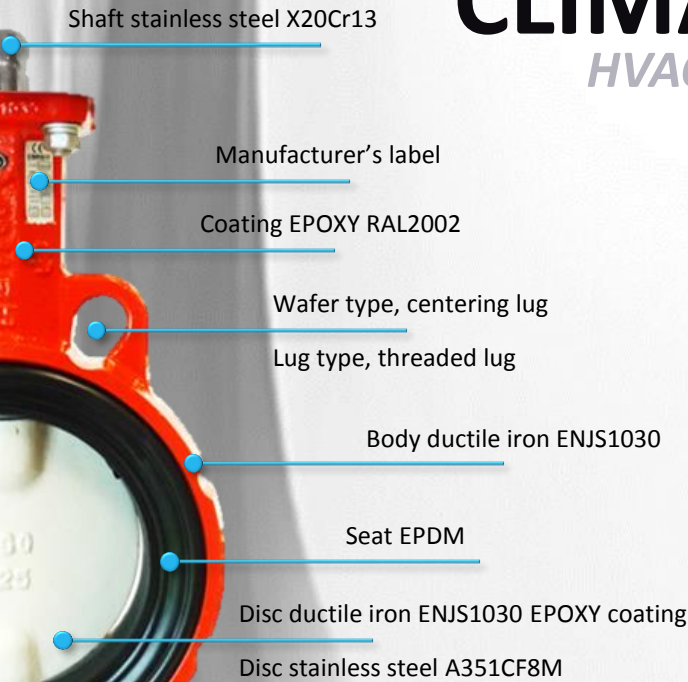 Shaft stainless steel X20Cr13
HVAC
Manufacturer's label
Coating EPOXY RAL2002
Wafer type, centering lug
Lug type, threaded lug
Body ductile iron ENJS1030
Seat EPDM
Disc ductile iron ENJS1030 EPOXY coating
Disc stainless steel A351CF8M